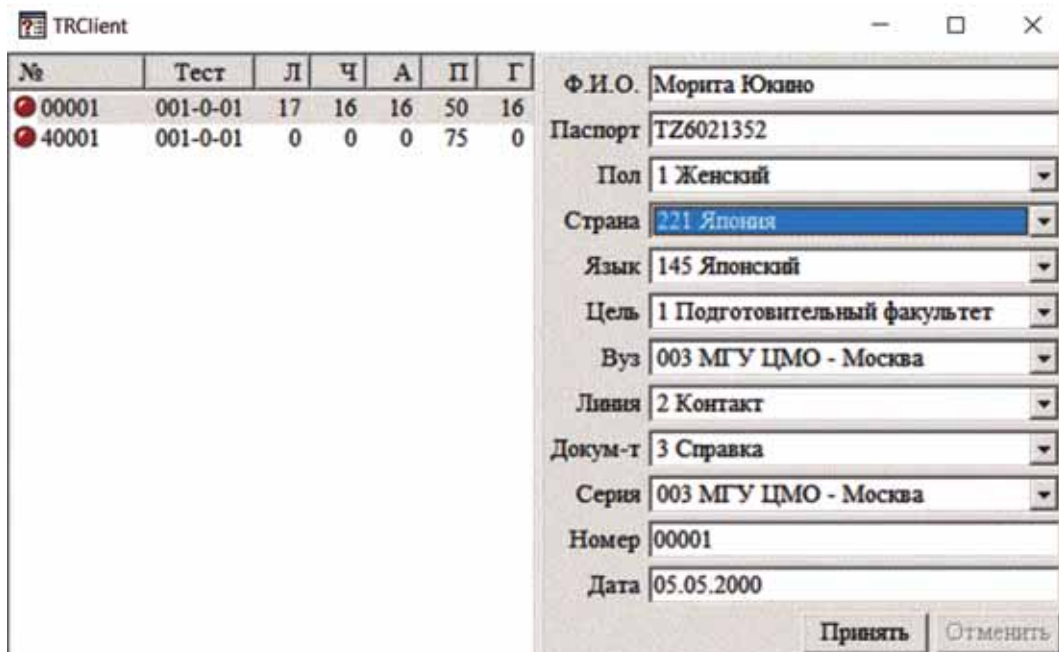 TRClient
№ Тест Л Ч А П Г
00001 001-0-01 17 16 16 50 16
40001 001-0-01 0 0 0 75 0
Ф.И.О. Морита Юкино
Паспорт TZ6021352
Пол 1 Женский
Страна 221 Япония
Язык 145 Японский
Цель 1 Подготовительный факультет
Вуз 003 МГУ ЦМО - Москва
Линия 2 Контакт
Докум-т 3 Справка
Серия 003 МГУ ЦМО - Москва
Номер 00001
Дата 05.05.2000
Принять Отменить